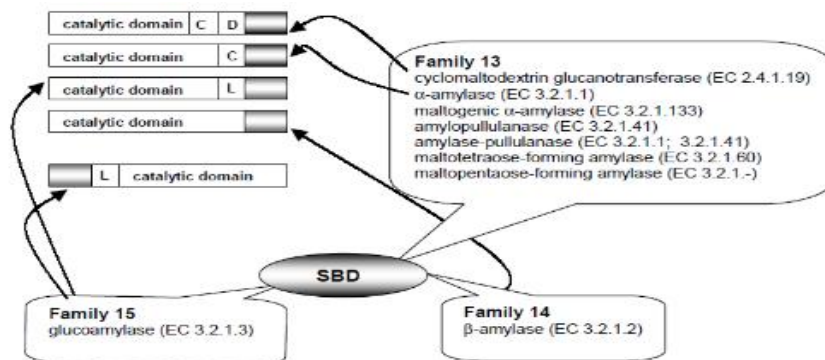 catalytic domain C D
catalytic domain C
catalytic domain L
catalytic domain
L catalytic domain
Family 13
cyclomaltodextrin glucanotransferase (EC 2.4.1.19)
α-amylase (EC 3.2.1.1)
maltogenic α-amylase (EC 3.2.1.133)
amylopullulanase (EC 3.2.1.41)
amylase-pullulanase (EC 3.2.1.1; 3.2.1.41)
maltotetraose-forming amylase (EC 3.2.1.60)
maltopentaose-forming amylase (EC 3.2.1.-)
SBD
Family 15
glucoamylase (EC 3.2.1.3)
Family 14
β-amylase (EC 3.2.1.2)